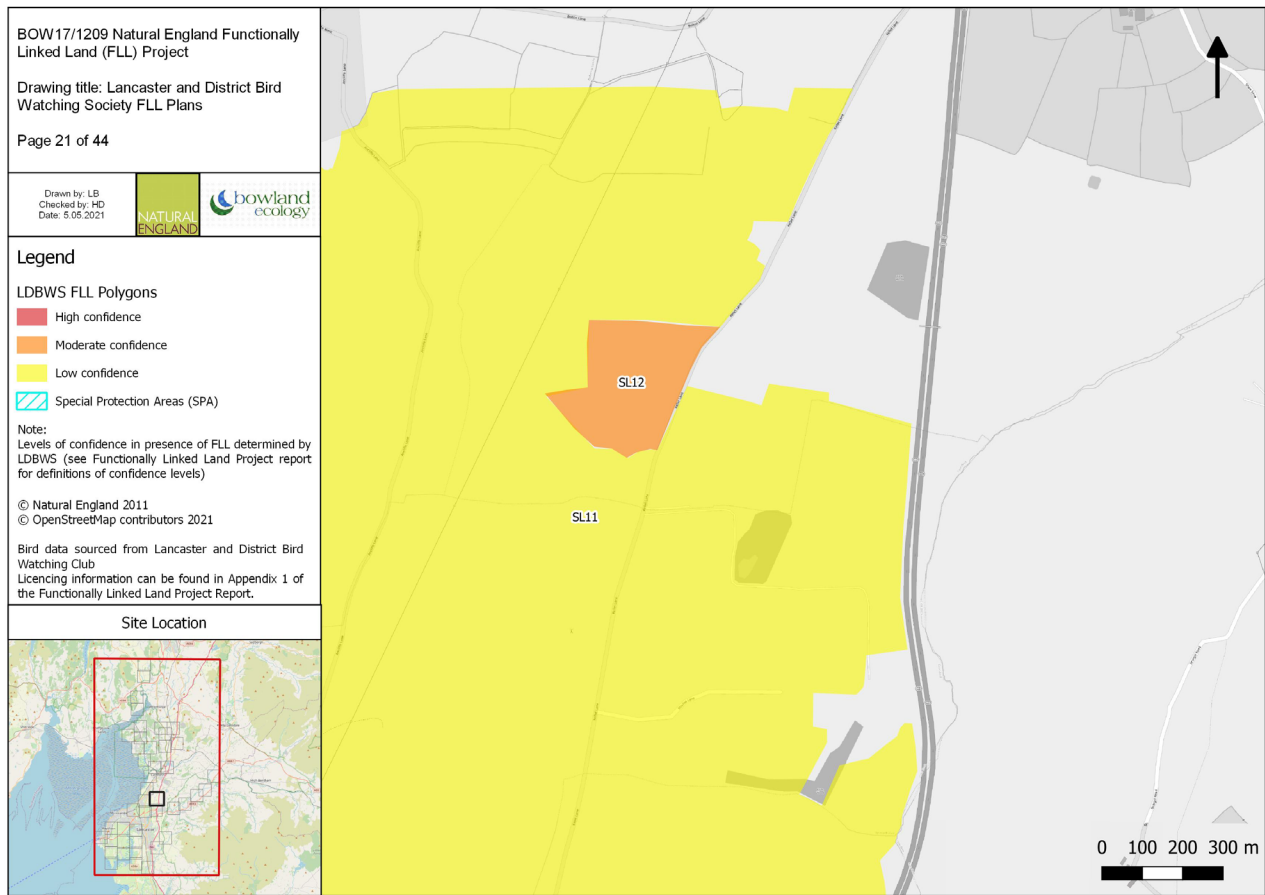 BOW17/1209 Natural England Functionally
Linked Land (FLL) Project
Drawing title: Lancaster and District Bird
Watching Society FLL Plans
Page 21 of 44
Drawn by: LB
Checked by: HD
Date: 5.05.2021
NATURAL
ENGLAND
bowland
ecology
Legend
LDBWS FLL Polygons
High confidence
Moderate confidence
Low confidence
Special Protection Areas (SPA)
Note:
Levels of confidence in presence of FLL determined by
LDBWS (see Functionally Linked Land Project report
for definitions of confidence levels)
© Natural England 2011
© OpenStreetMap contributors 2021
Bird data sourced from Lancaster and District Bird
Watching Club
Licencing information can be found in Appendix 1 of
the Functionally Linked Land Project Report.
Site Location
SL12
SL11
0 100 200 300 m